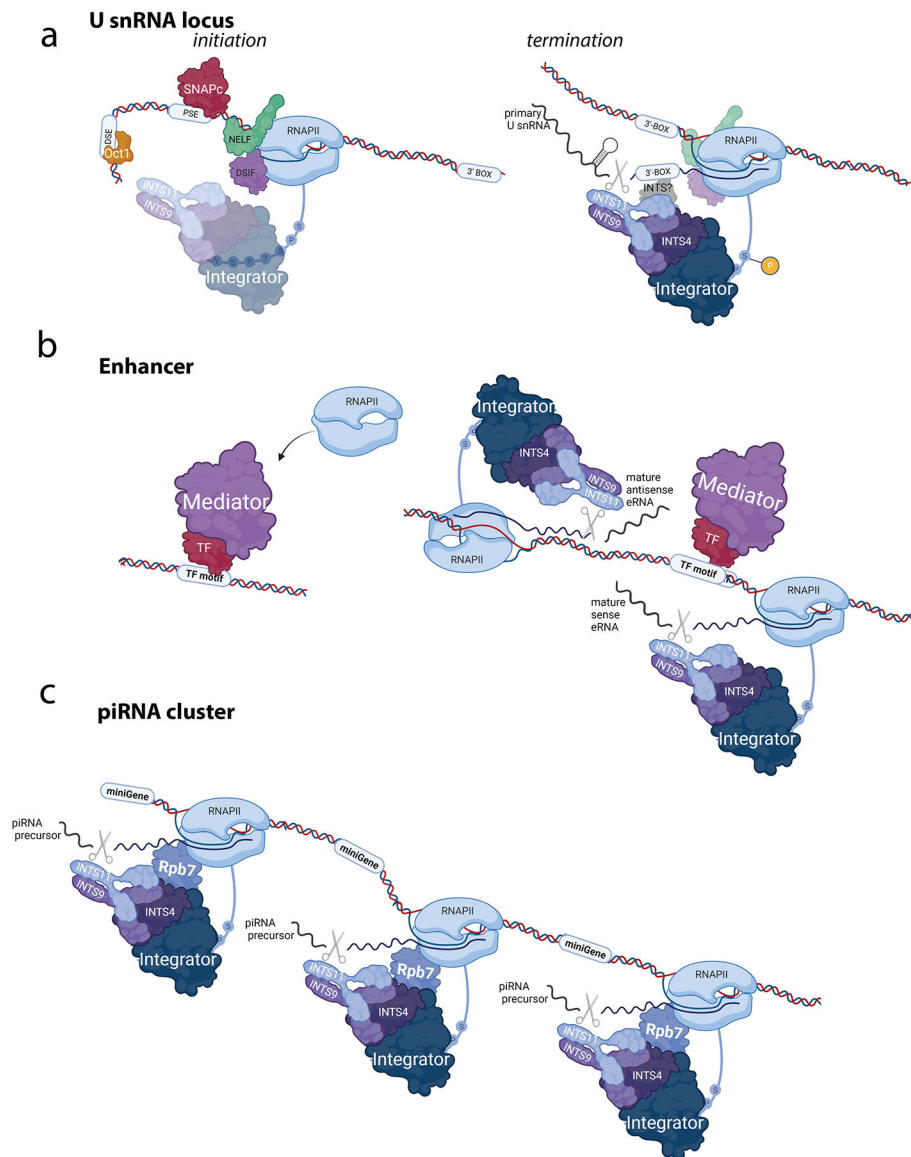 U snRNA locus
a
initiation
termination
SNAPc
PSE
DSE
Oct1
NELF
RNAPII
DSIF
3' BOX
INTS11
INTS9
Y S P T S P S
Integrator
primary
U snRNA
3'-BOX
RNAPII
3'-BOX
INTS?
INTS11
INTS9
INTS4
Integrator
P
S
P
b
Enhancer
RNAPII
Mediator
TF
TF motif
Integrator
P
S
INTS4
INTS9
INTS11
mature
antisense
eRNA
RNAPII
Mediator
TF
TF motif
RNAPII
mature
sense
eRNA
INTS11
INTS9
INTS4
Integrator
P
S
c
piRNA cluster
miniGene
RNAPII
piRNA
precursor
INTS11
INTS9
Rpb7
INTS4
Integrator
P
S
miniGene
RNAPII
piRNA
precursor
INTS11
INTS9
Rpb7
INTS4
Integrator
P
S
miniGene
RNAPII
piRNA
precursor
INTS11
INTS9
Rpb7
INTS4
Integrator
P
S